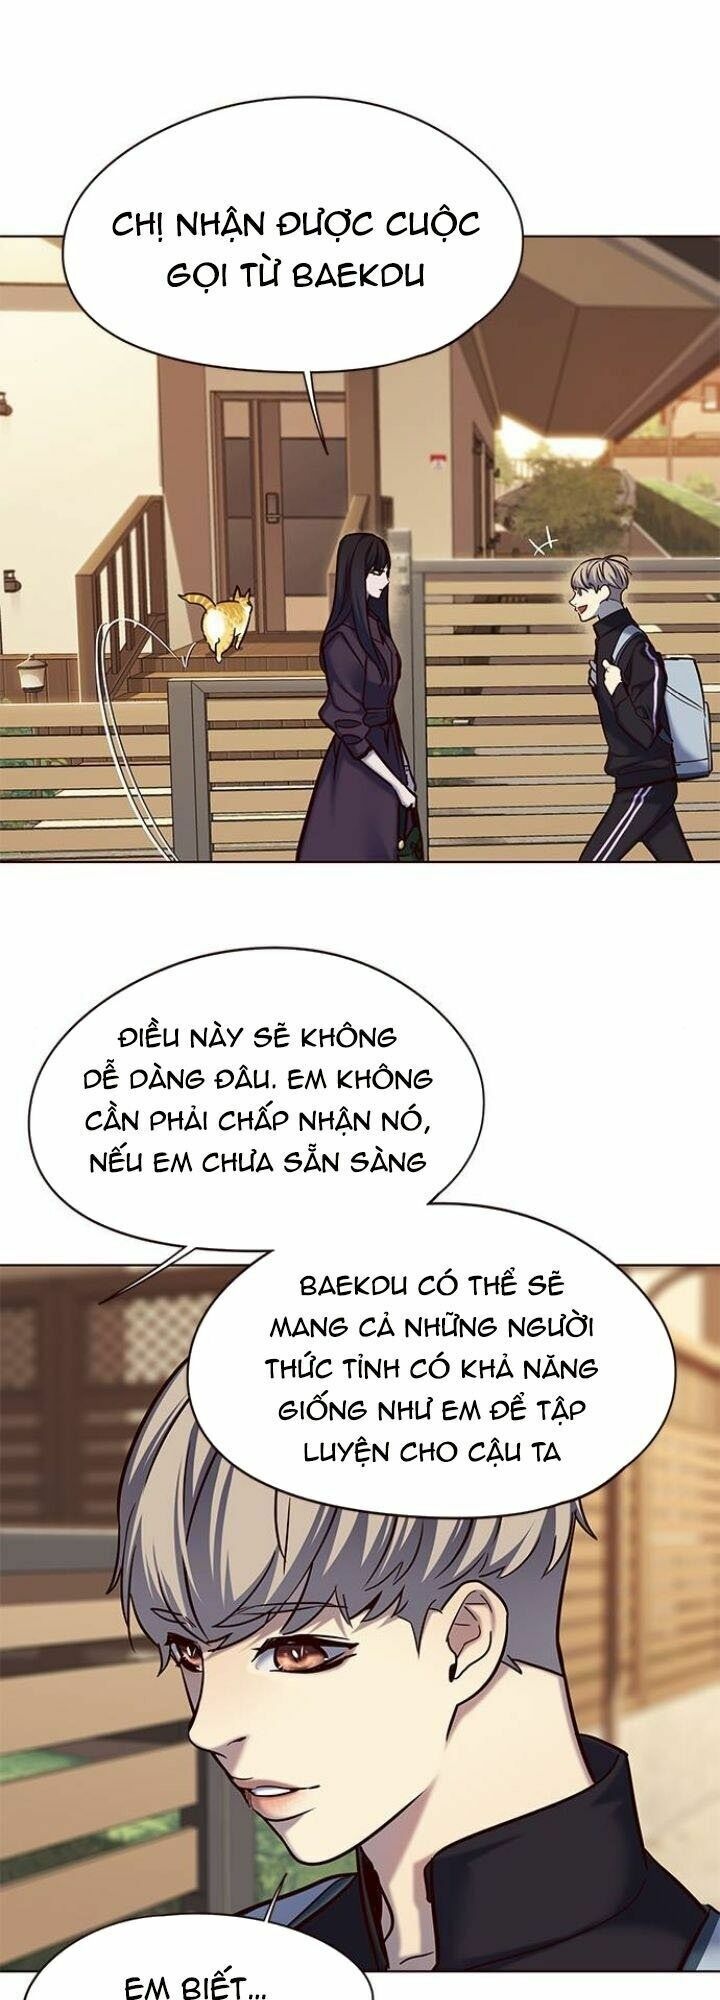 CHỊ NHẬN ĐƯỢC CUỘC
GỌI TỪ BAEKDU
ĐIỀU NÀY SẼ KHÔNG
DỄ DÀNG ĐÂU. EM KHÔNG
CẦN PHẢI CHẤP NHẬN NÓ,
NẾU EM CHƯA SẴN SÀNG
BAEKDU CÓ THỂ SẼ
MANG CẢ NHỮNG NGƯỜI
THỨC TỈNH CÓ KHẢ NĂNG
GIỐNG NHƯ EM ĐỂ TẬP
LUYỆN CHO CẬU TA
EM BIẾT...